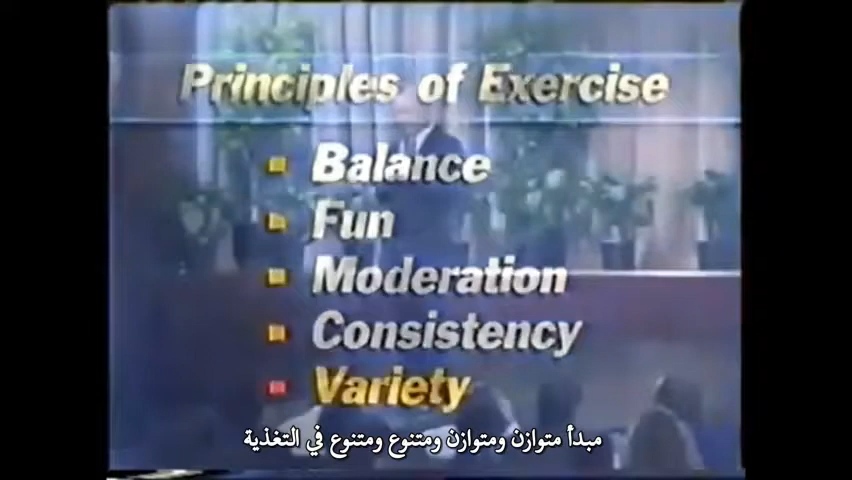 Principles of Exercise
Balance
Fun
Moderation
Consistency
Variety
مبدأ متوازن ومتوازن ومتنوع ومتنوع في التغذية